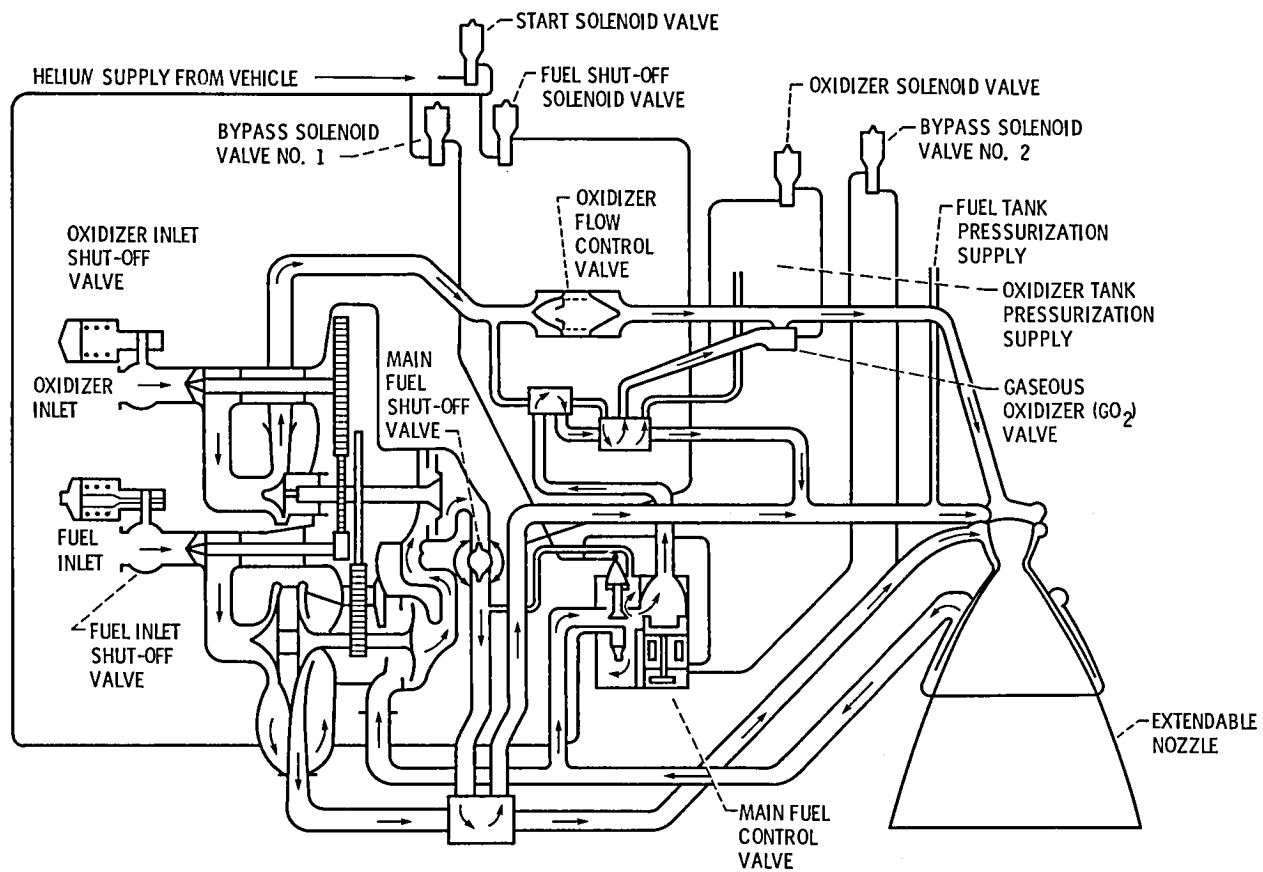 START SOLENOID VALVE
HELIUM SUPPLY FROM VEHICLE
FUEL SHUT-OFF
SOLENOID VALVE
OXIDIZER SOLENOID VALVE
BYPASS SOLENOID
VALVE NO. 1
BYPASS SOLENOID
VALVE NO. 2
OXIDIZER
FLOW
CONTROL
VALVE
FUEL TANK
PRESSURIZATION
SUPPLY
OXIDIZER INLET
SHUT-OFF
VALVE
OXIDIZER TANK
PRESSURIZATION
SUPPLY
MAIN
FUEL
SHUT-OFF
VALVE
OXIDIZER
INLET
GASEOUS
OXIDIZER (GO2)
VALVE
FUEL
INLET
FUEL INLET
SHUT-OFF
VALVE
EXTENDABLE
NOZZLE
MAIN FUEL
CONTROL
VALVE